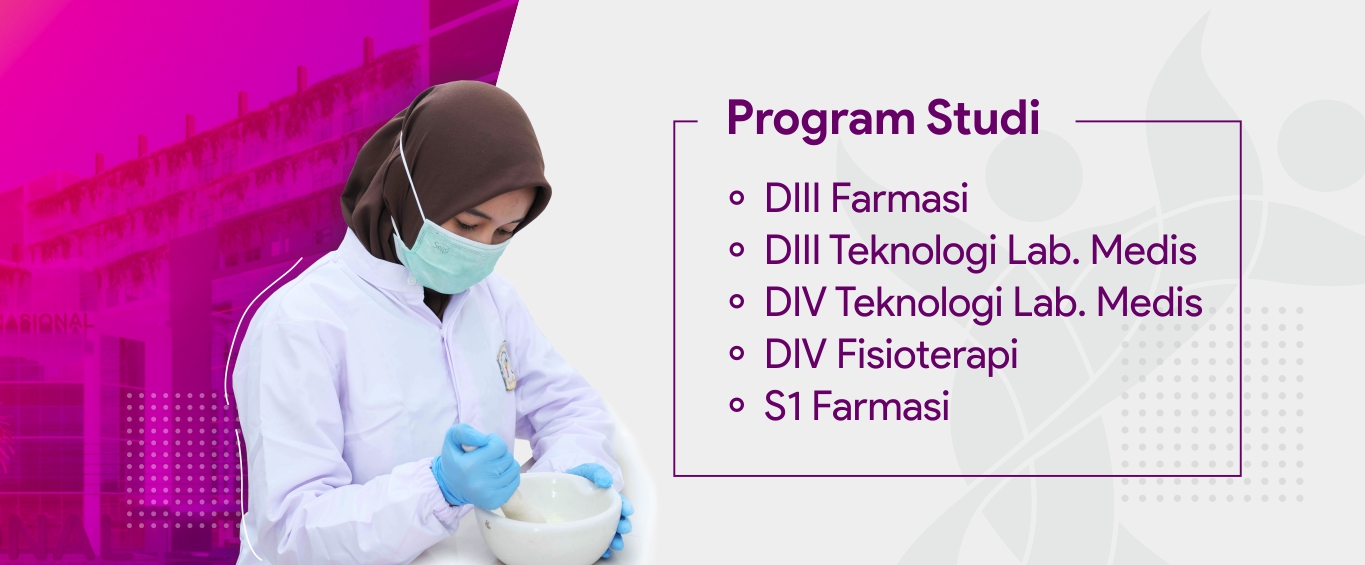 Program Studi
DIII Farmasi
DIII Teknologi Lab. Medis
DIV Teknologi Lab. Medis
DIV Fisioterapi
S1 Farmasi